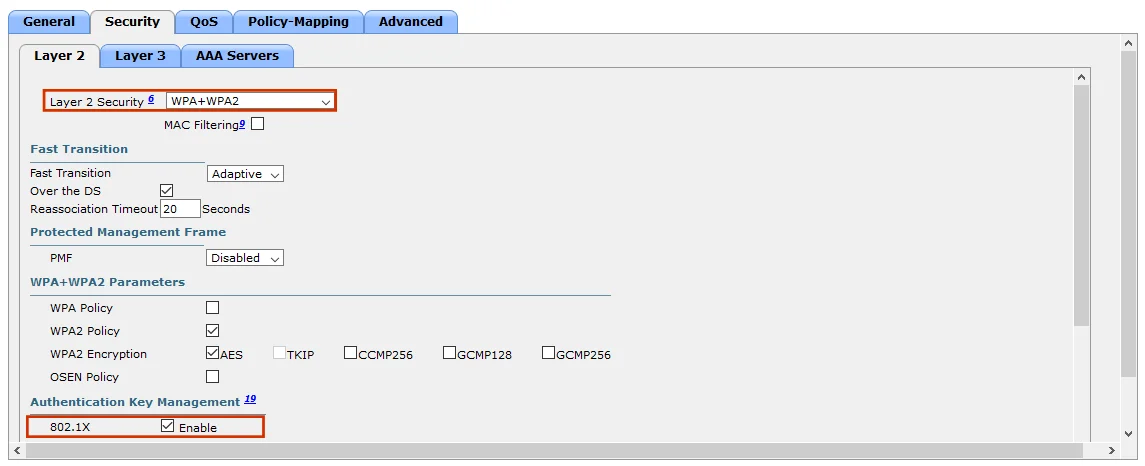 General Security QoS Policy-Mapping Advanced
Layer 2 Layer 3 AAA Servers
Layer 2 Security 6 WPA+WPA2
MAC Filtering9
Fast Transition
Fast Transition Adaptive
Over the DS
Reassociation Timeout 20 Seconds
Protected Management Frame
PMF Disabled
WPA+WPA2 Parameters
WPA Policy
WPA2 Policy
WPA2 Encryption AES TKIP CCMP256 GCMP128 GCMP256
OSEN Policy
Authentication Key Management 19
802.1X Enable